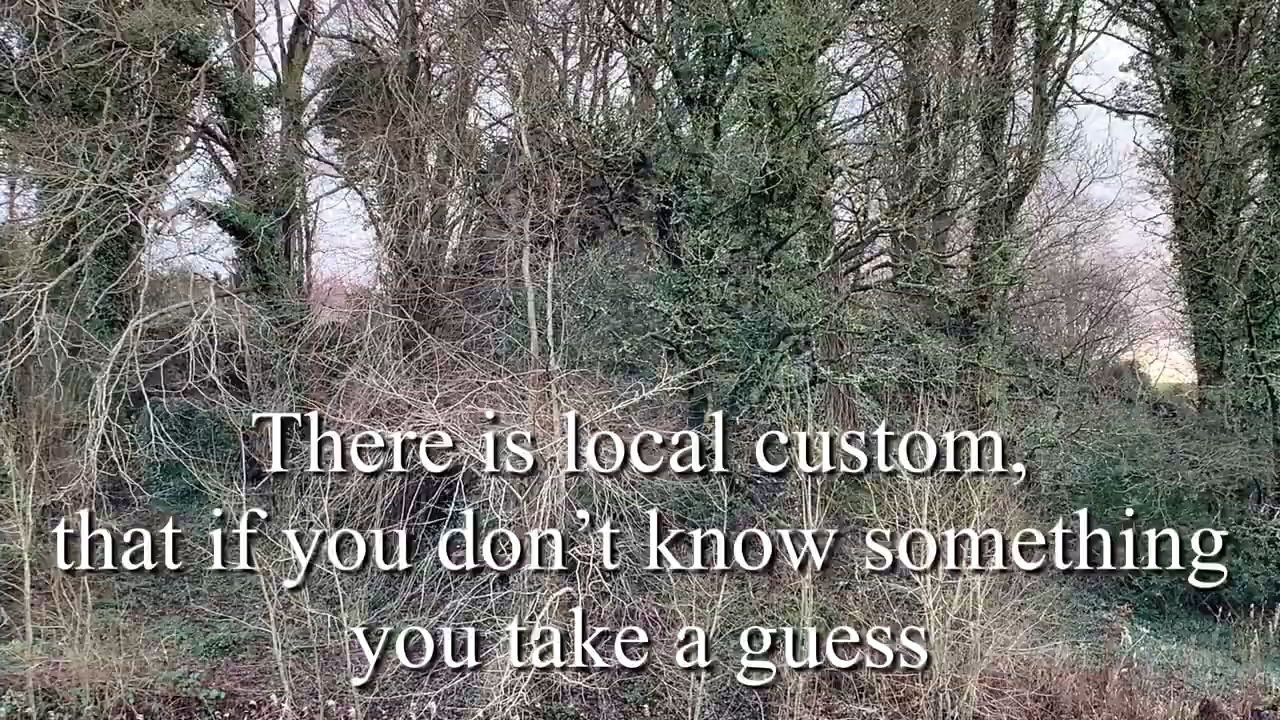 There is local custom,
that if you don’t know something
you take a guess